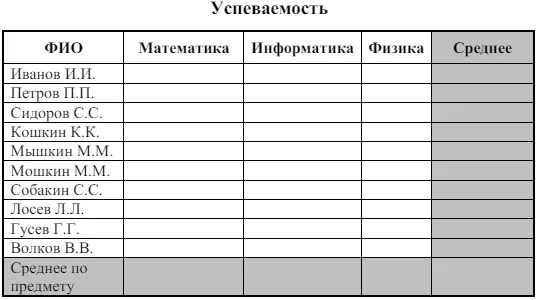 Успеваемость
ФИО Математика Информатика Физика Среднее
Иванов И.И.
Петров П.П.
Сидоров С.С.
Кошкин К.К.
Мышкин М.М.
Мошкин М.М.
Собакин С.С.
Лосев Л.Л.
Гусев Г.Г.
Волков В.В.
Среднее по
предмету